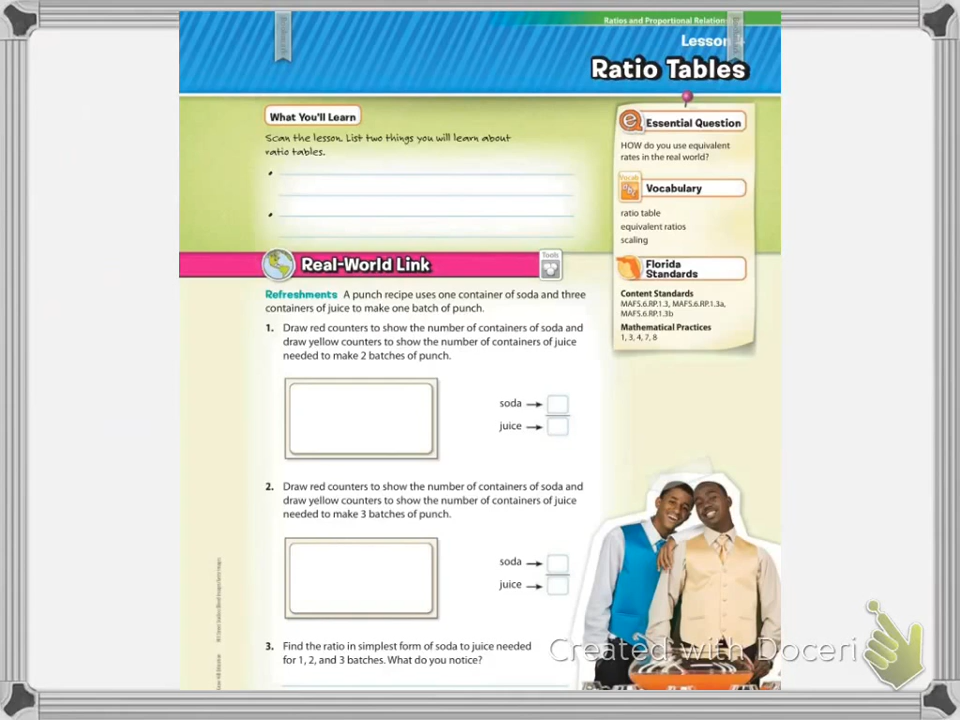 Ratios and Proportional Relationsh
Lesson
Ratio Tables
What You'll Learn
Scan the lesson. List two things you will learn about
ratio tables.
Essential Question
HOW do you use equivalent
rates in the real world?
Vocab
abc
Vocabulary
ratio table
equivalent ratios
scaling
Florida
Standards
Content Standards
MAFS.6.RP.1.3, MAFS.6.RP.1.3a,
MAFS.6.RP.1.3b
Mathematical Practices
1, 3, 4, 7, 8
Real-World Link
Tools
Refreshments A punch recipe uses one container of soda and three
containers of juice to make one batch of punch.
1. Draw red counters to show the number of containers of soda and
draw yellow counters to show the number of containers of juice
needed to make 2 batches of punch.
soda →
juice →
2. Draw red counters to show the number of containers of soda and
draw yellow counters to show the number of containers of juice
needed to make 3 batches of punch.
soda →
juice →
3. Find the ratio in simplest form of soda to juice needed
for 1, 2, and 3 batches. What do you notice?
Created with Doceri